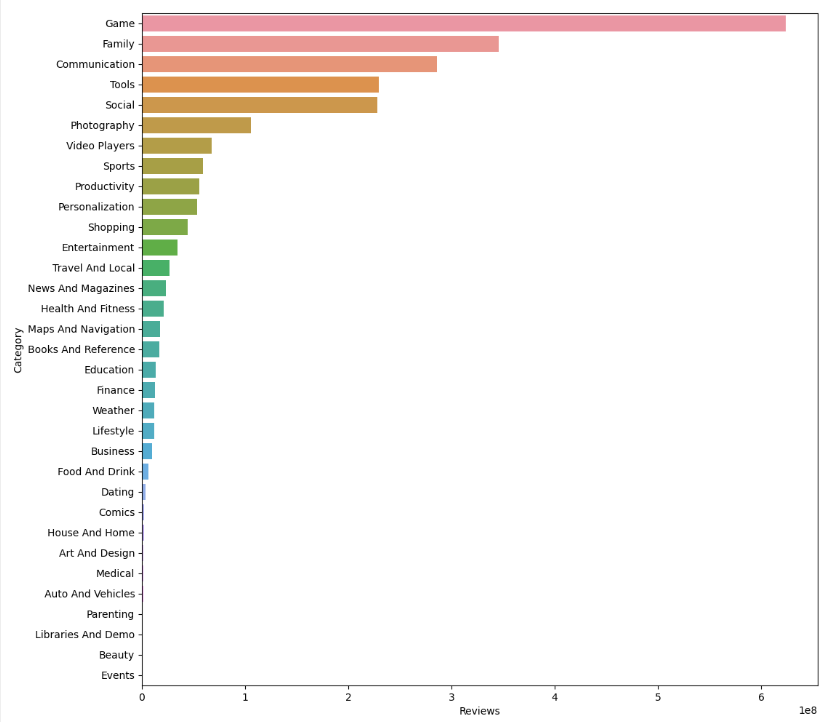 Game
Family
Communication
Tools
Social
Photography
Video Players
Sports
Productivity
Personalization
Shopping
Entertainment
Travel And Local
News And Magazines
Health And Fitness
Maps And Navigation
Books And Reference
Education
Finance
Weather
Lifestyle
Business
Food And Drink
Dating
Comics
House And Home
Art And Design
Medical
Auto And Vehicles
Parenting
Libraries And Demo
Beauty
Events
Category
0 1 2 3 4 5 6
1e8
Reviews